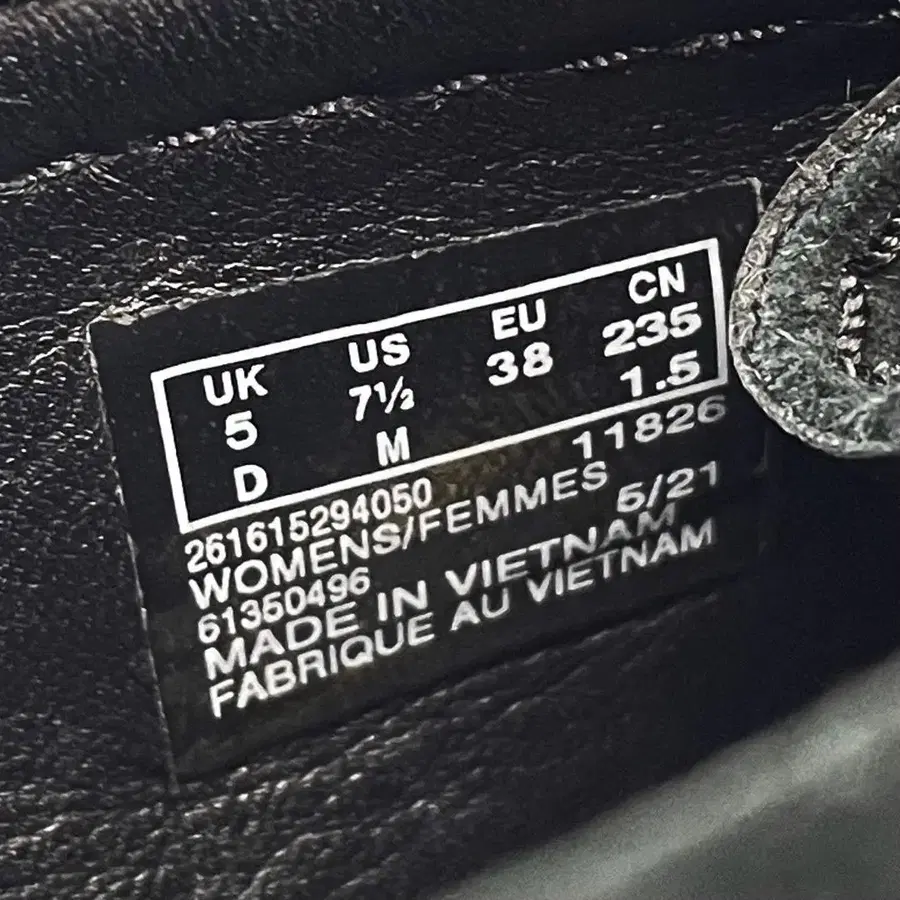 UK US EU CN
5 7½ 38 235
D M 1.5
261615294050 11826
WOMENS/FEMMES
61350496 5/21
MADE IN VIETNAM
FABRIQUE AU VIETNAM